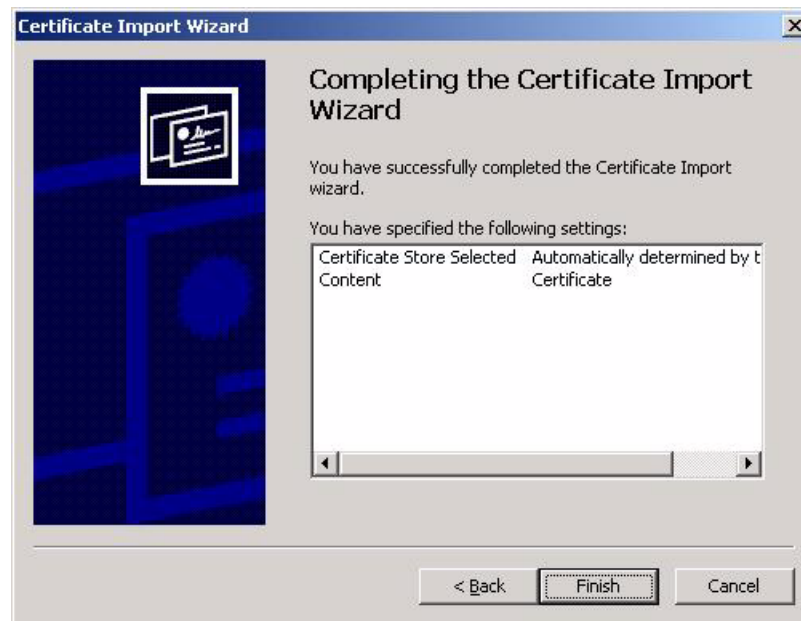 Certificate Import Wizard
Completing the Certificate Import
Wizard
You have successfully completed the Certificate Import
wizard.
You have specified the following settings:
Certificate Store Selected Automatically determined by t
Content Certificate
< Back Finish Cancel